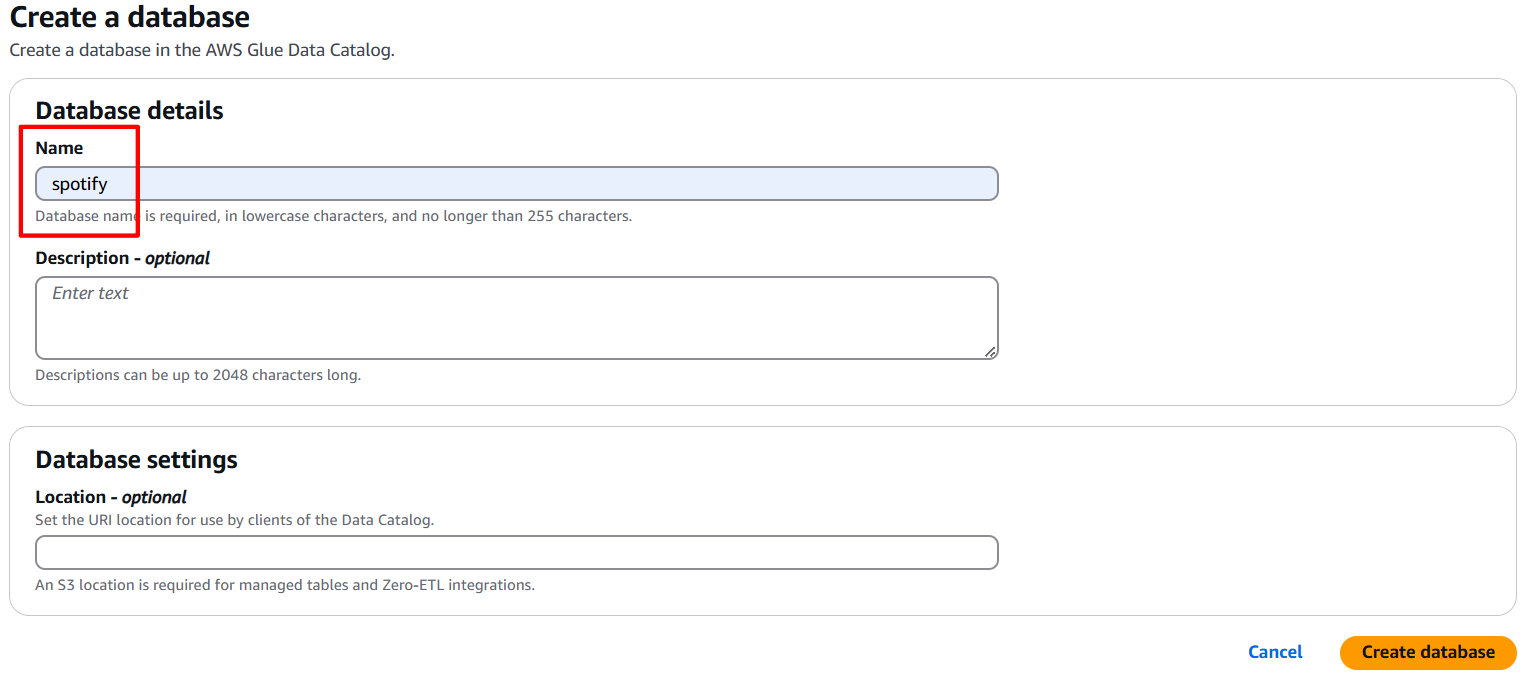 Create a database
Create a database in the AWS Glue Data Catalog.
Database details
Name
spotify
Database name is required, in lowercase characters, and no longer than 255 characters.
Description - optional
Enter text
Descriptions can be up to 2048 characters long.
Database settings
Location - optional
Set the URI location for use by clients of the Data Catalog.
An S3 location is required for managed tables and Zero-ETL integrations.
Cancel
Create database